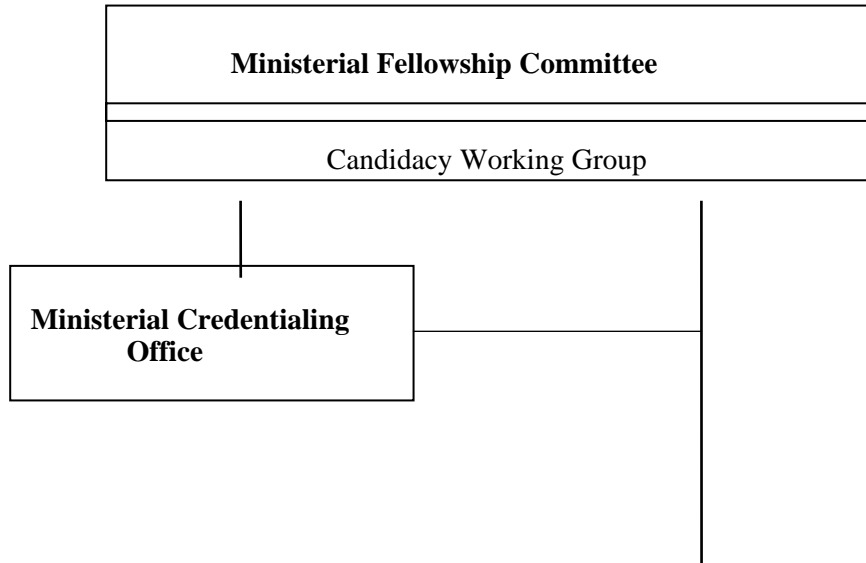 Ministerial Fellowship Committee
Candidacy Working Group
Ministerial Credentialing
Office